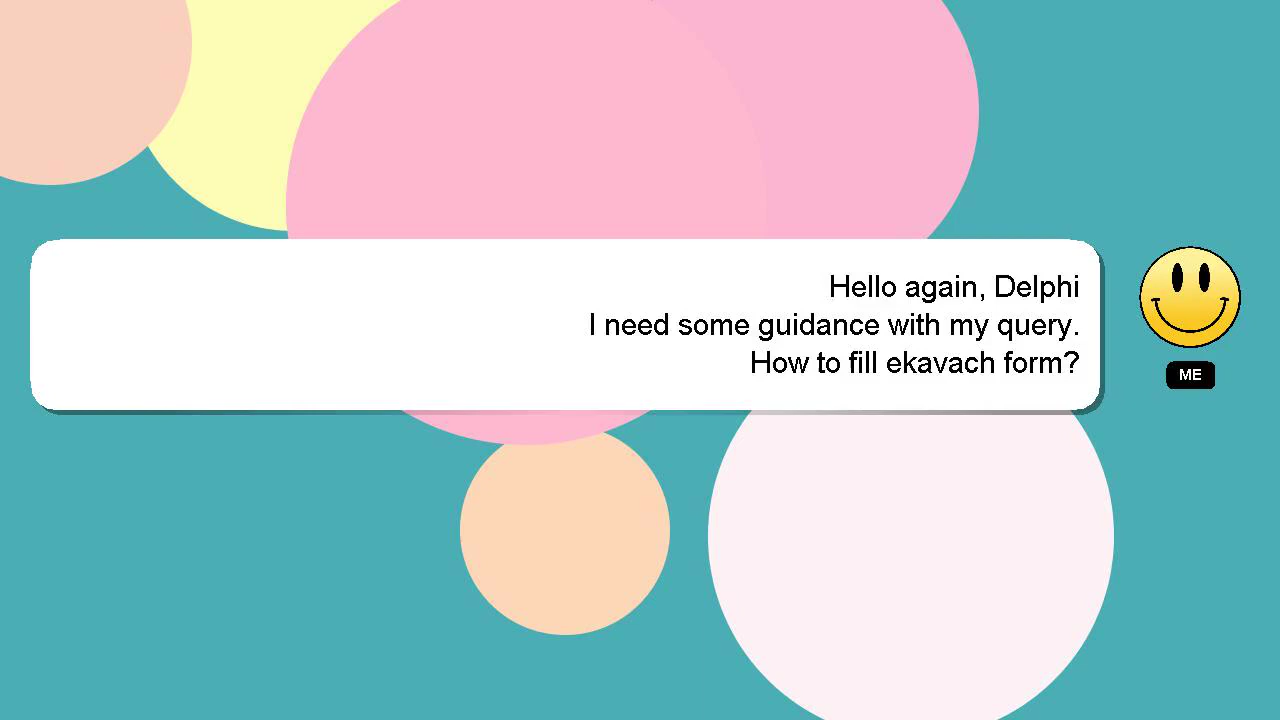 Hello again, Delphi
I need some guidance with my query.
How to fill ekavach form?
ME